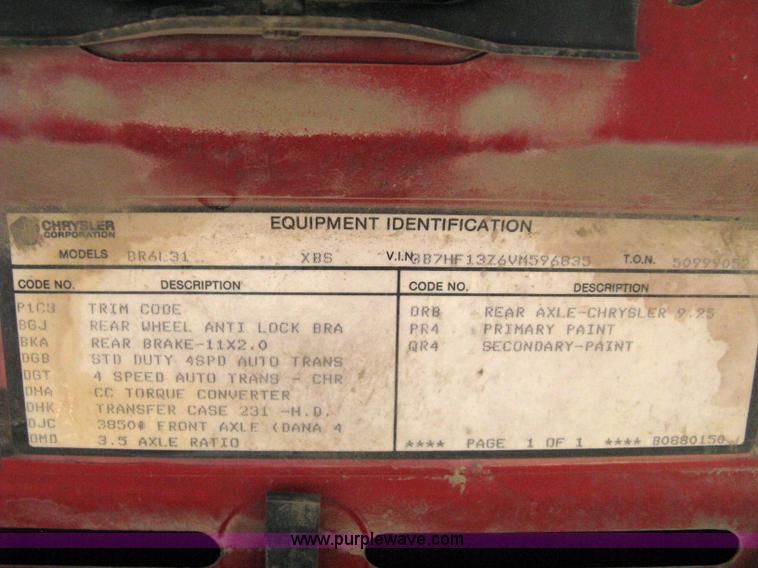 CHRYSLER CORPORATION EQUIPMENT IDENTIFICATION
MODELS BR6L31 XBS V.I.N. 3B7HF13Z6VM596835 T.O.N. 50999052
CODE NO. DESCRIPTION CODE NO. DESCRIPTION
P1C3 TRIM CODE
BGJ REAR WHEEL ANTI LOCK BRA
BKA REAR BRAKE-11X2.0
DGB STD DUTY 4SPD AUTO TRANS
DGT 4 SPEED AUTO TRANS - CHR
DHA CC TORQUE CONVERTER
DHK TRANSFER CASE 231 -H.D.
DJC 3850# FRONT AXLE (DANA 4
DMD 3.5 AXLE RATIO
DRB REAR AXLE-CHRYSLER 9.25
PR4 PRIMARY PAINT
QR4 SECONDARY-PAINT
**** PAGE 1 OF 1 **** B0880150
www.purplewave.com